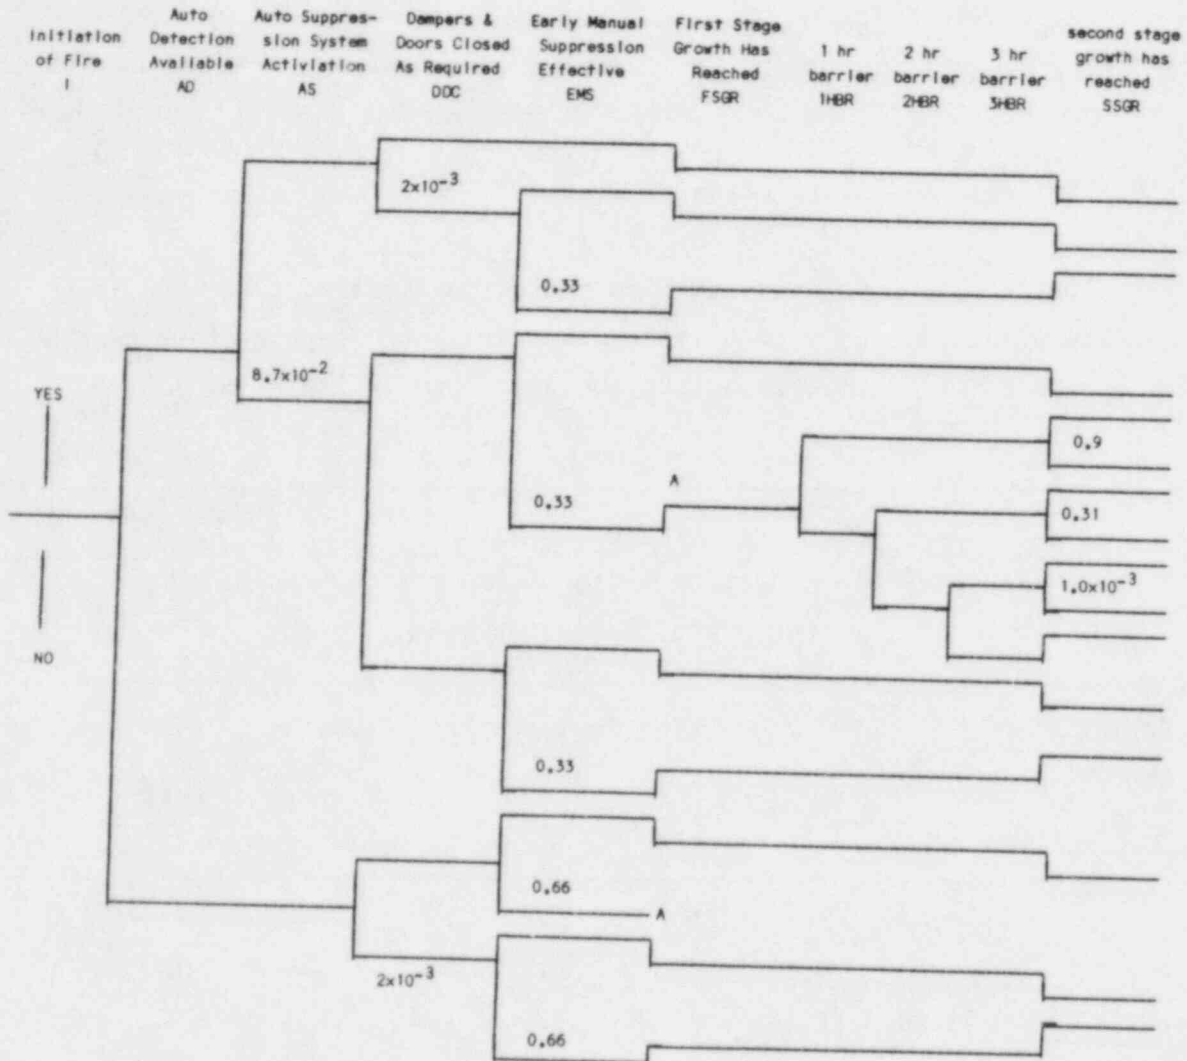 Initiation
of Fire
I
Auto
Detection
Available
AD
Auto Suppres-
sion System
Activiation
AS
Dampers &
Doors Closed
As Required
DDC
Early Manual
Suppression
Effective
EMS
First Stage
Growth Has
Reached
FSGR
1 hr
barrier
1HBR
2 hr
barrier
2HBR
3 hr
barrier
3HBR
second stage
growth has
reached
SSGR
2x10⁻³
0.33
8.7x10⁻²
YES
0.9
A
0.33
0.31
1.0x10⁻³
NO
0.33
0.66
A
2x10⁻³
0.66